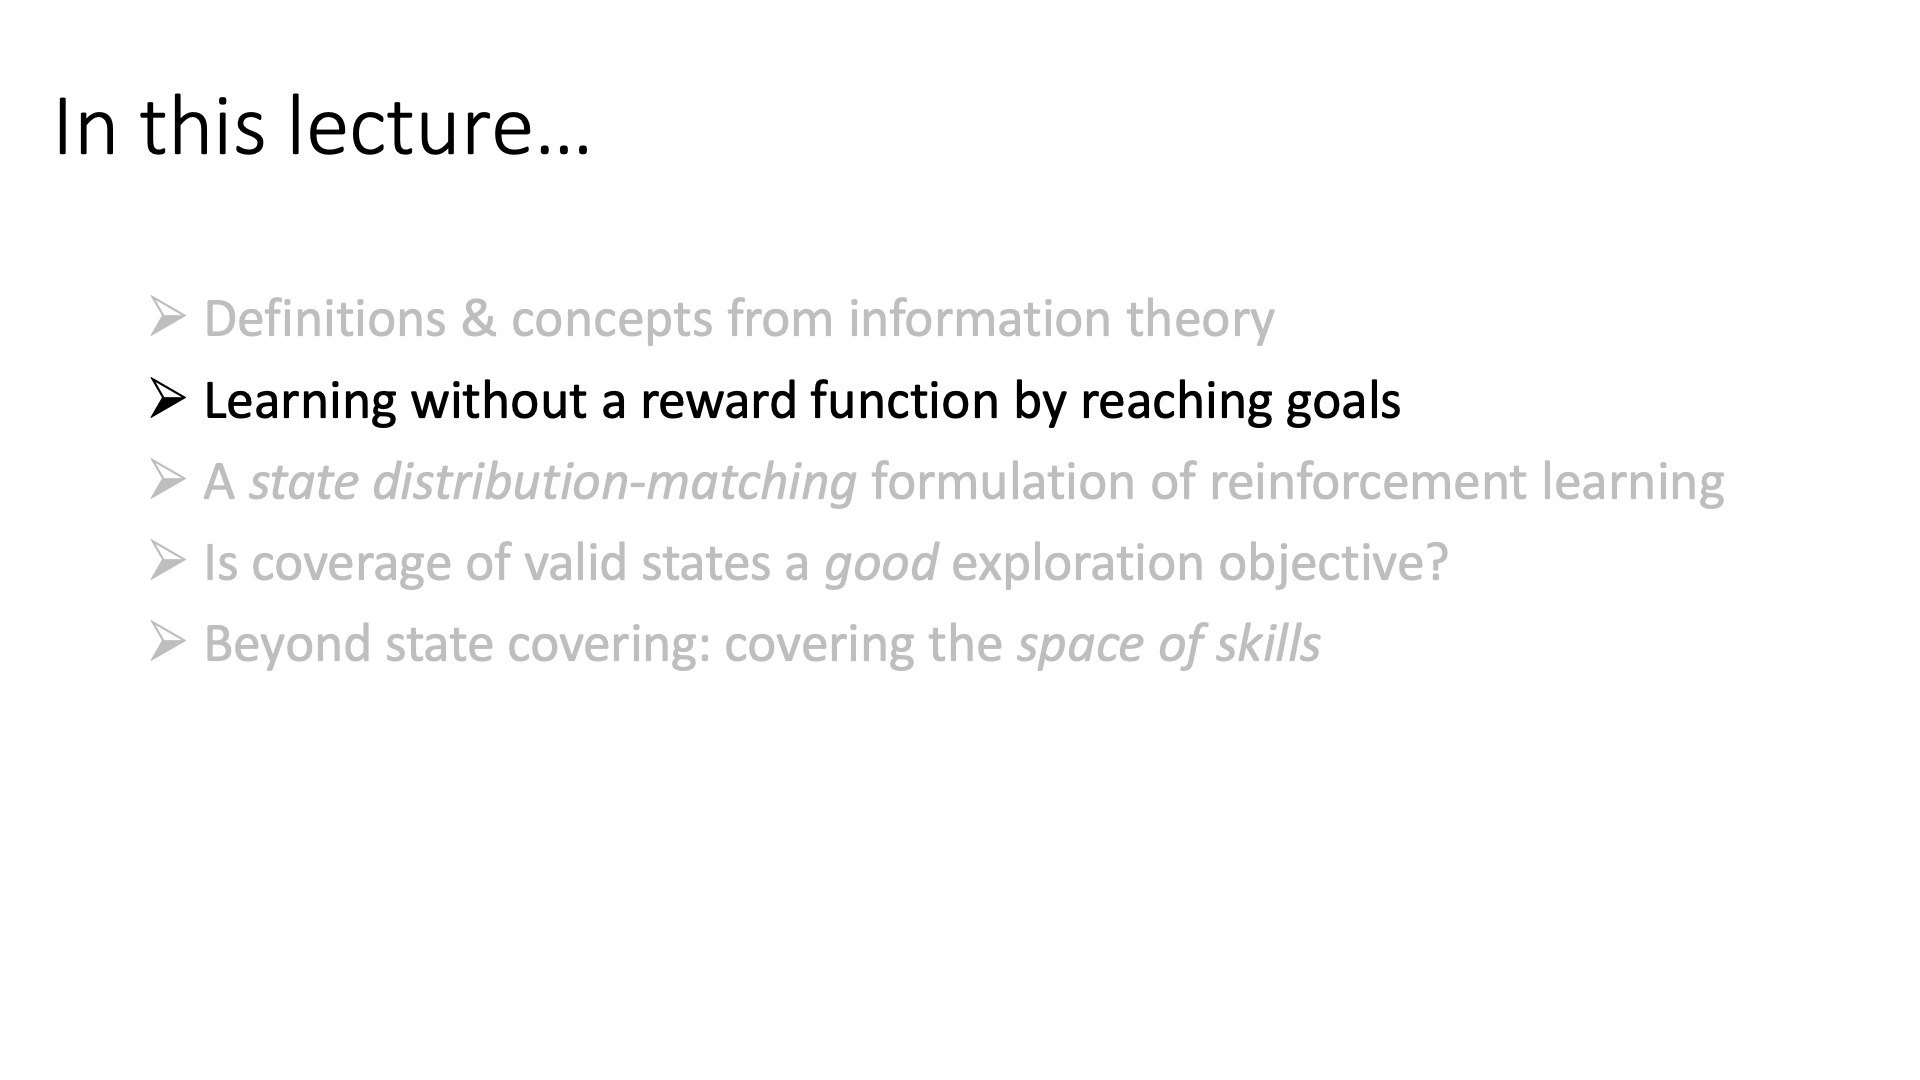 In this lecture…
➢ Definitions & concepts from information theory
➢ Learning without a reward function by reaching goals
➢ A state distribution-matching formulation of reinforcement learning
➢ Is coverage of valid states a good exploration objective?
➢ Beyond state covering: covering the space of skills